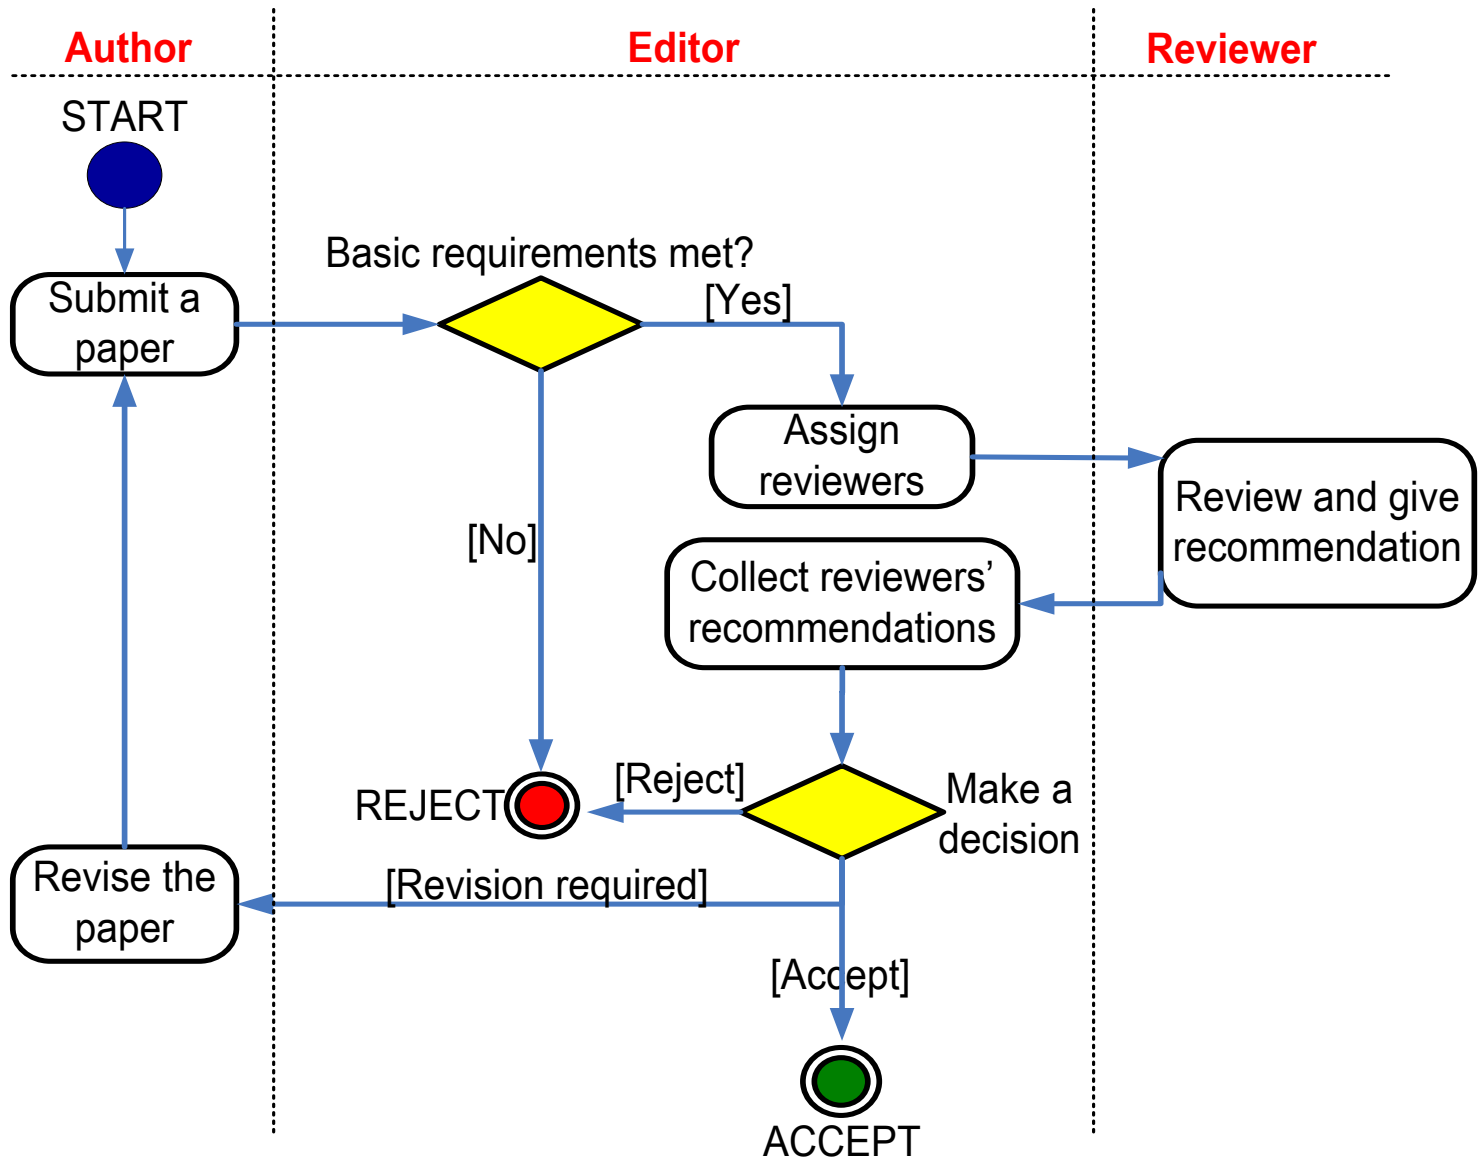 Author
Editor
Reviewer
START
Basic requirements met?
[Yes]
Submit a
paper
Assign
reviewers
Review and give
recommendation
[No]
Collect reviewers’
recommendations
[Reject]
REJECT
Make a
decision
Revise the
paper
[Revision required]
[Accept]
ACCEPT